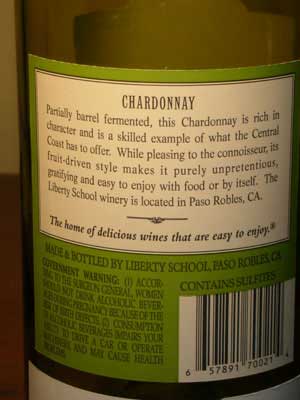 CHARDONNAY
Partially barrel fermented, this Chardonnay is rich in
character and is a skilled example of what the Central
Coast has to offer. While pleasing to the connoisseur, its
fruit-driven style makes it purely unpretentious,
gratifying and easy to enjoy with food or by itself. The
Liberty School winery is located in Paso Robles, CA.
The home of delicious wines that are easy to enjoy.®
MADE & BOTTLED BY LIBERTY SCHOOL, PASO ROBLES, CA
CONTAINS SULFITES
GOVERNMENT WARNING: (1) ACCOR-
DING TO THE SURGEON GENERAL, WOMEN
SHOULD NOT DRINK ALCOHOLIC BEVER-
AGES DURING PREGNANCY BECAUSE OF THE
RISK OF BIRTH DEFECTS. (2) CONSUMPTION
OF ALCOHOLIC BEVERAGES IMPAIRS YOUR
ABILITY TO DRIVE A CAR OR OPERATE
MACHINERY, AND MAY CAUSE HEALTH
PROBLEMS.
6 57891 70021 4